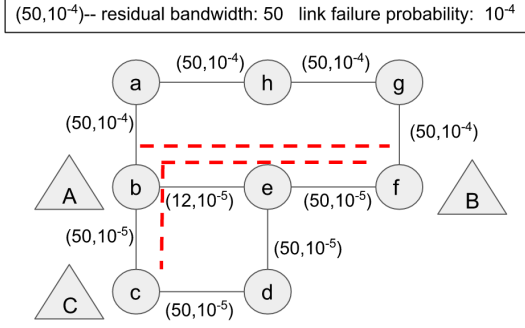 (50,10⁻⁴)-- residual bandwidth: 50 link failure probability: 10⁻⁴
(50,10⁻⁴) (50,10⁻⁴)
a h g
(50,10⁻⁴) (50,10⁻⁴)
A b e f B
(12,10⁻⁵) (50,10⁻⁵)
(50,10⁻⁵) (50,10⁻⁵)
C c d
(50,10⁻⁵)